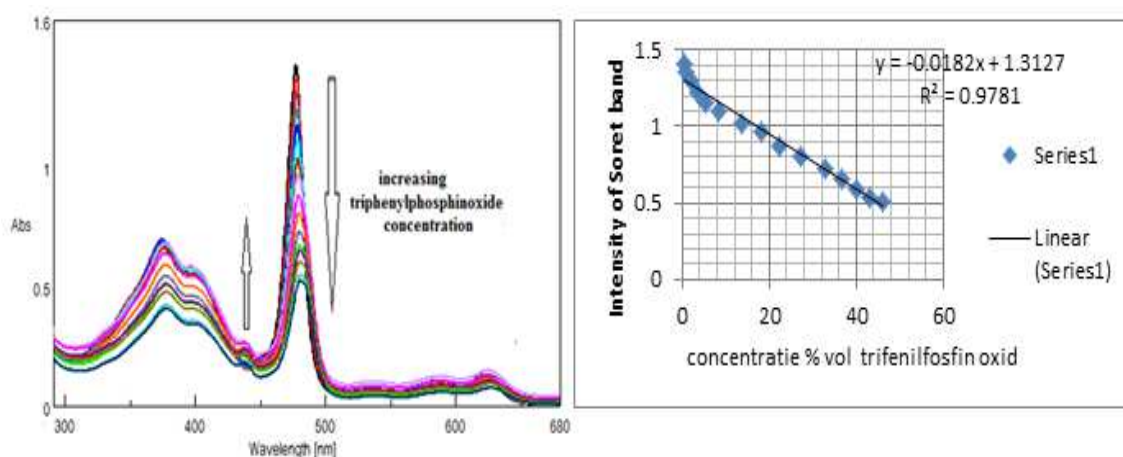 1.6
1
Abs
0.5
0
300
400
500
600
680
Wavelength [nm]
increasing
triphenylphosphinoxide
concentration
Intensity of Soret band
1.5
1
0.5
0
0
20
40
60
y = -0.0182x + 1.3127
R² = 0.9781
Series1
Linear
(Series1)
concentratie % vol trifenilfosfin oxid